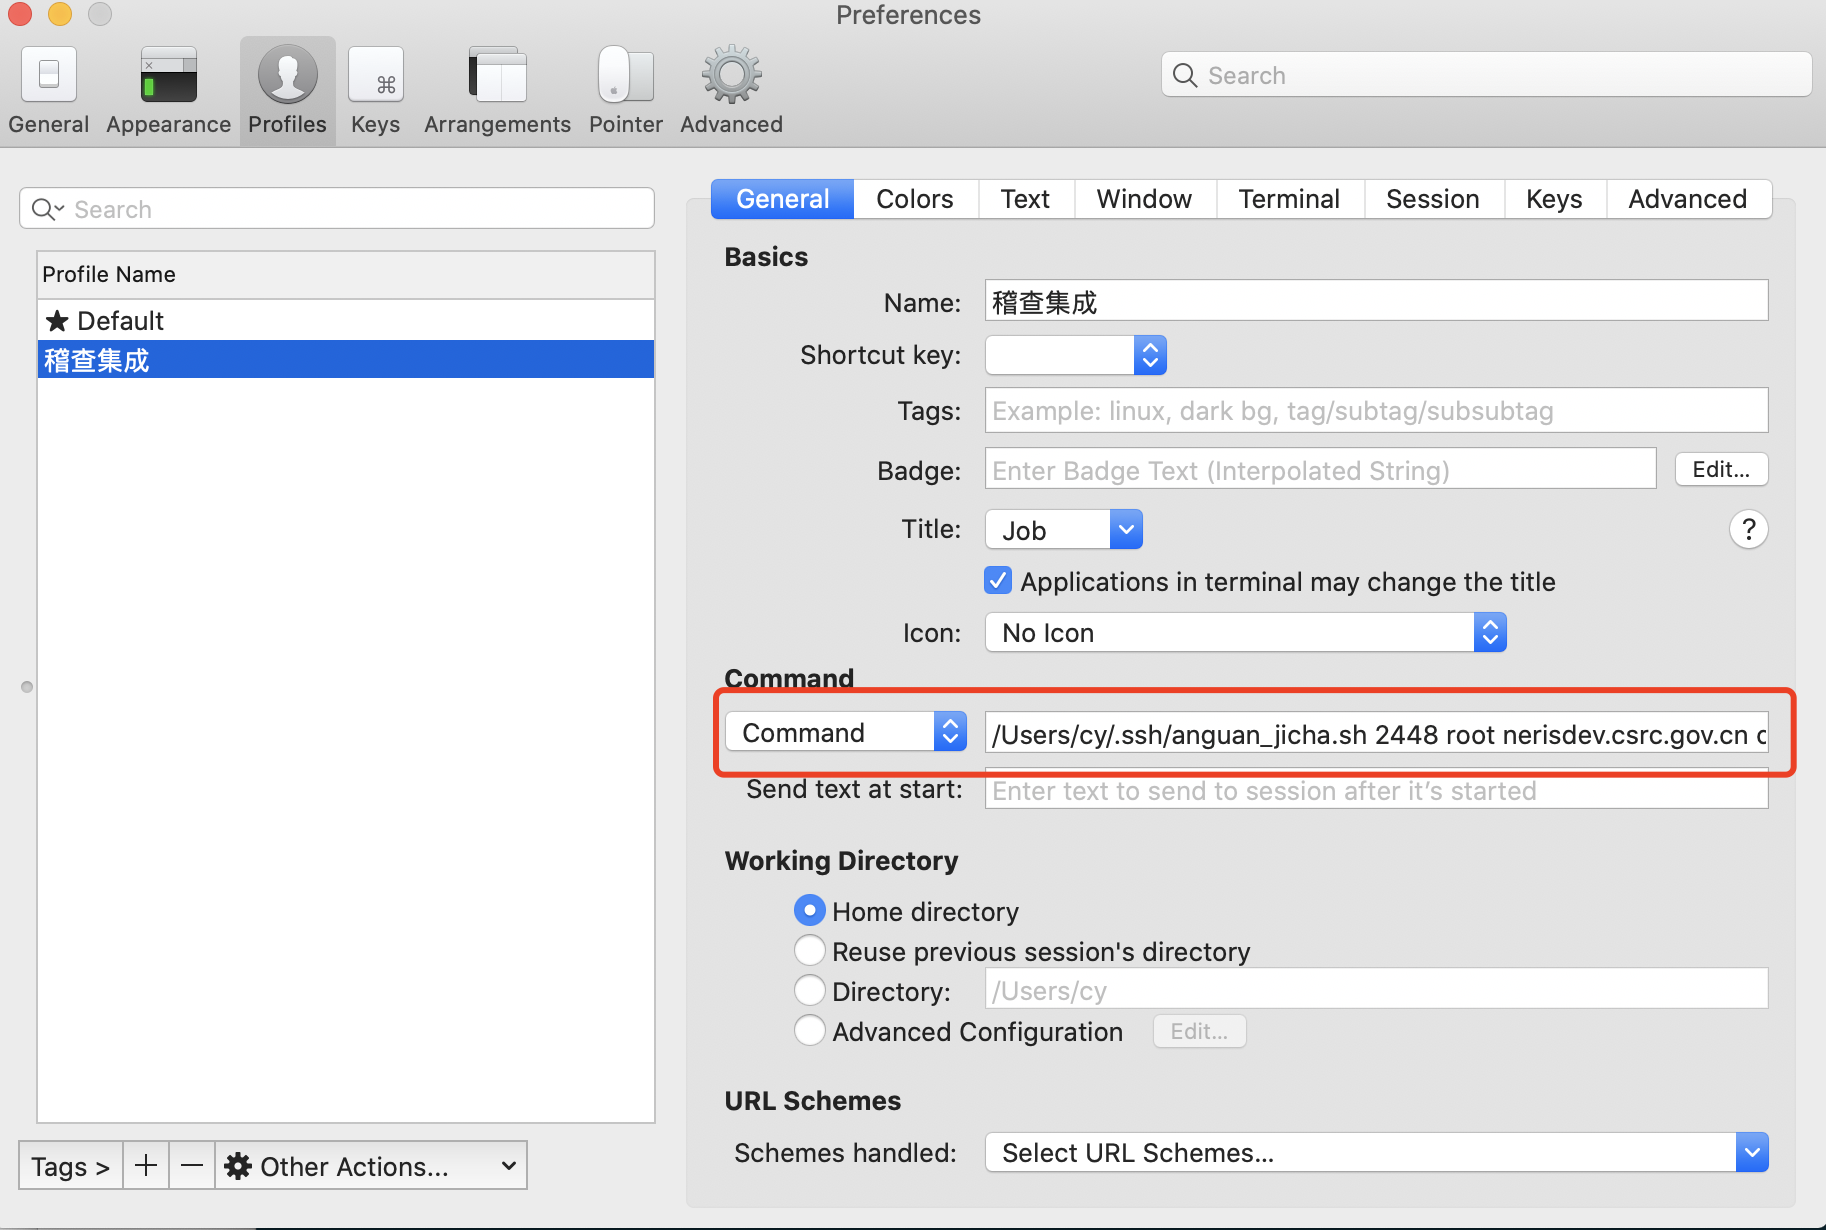 Preferences
General Appearance Profiles Keys Arrangements Pointer Advanced
Search
Search
Profile Name
★ Default
稽查集成
General Colors Text Window Terminal Session Keys Advanced
Basics
Name: 稽查集成
Shortcut key:
Tags: Example: linux, dark bg, tag/subtag/subsubtag
Badge: Enter Badge Text (Interpolated String) Edit...
Title: Job ?
Applications in terminal may change the title
Icon: No Icon
Command
Command /Users/cy/.ssh/anguan_jicha.sh 2448 root nerisdev.csrc.gov.cn
Send text at start: Enter text to send to session after it’s started
Working Directory
Home directory
Reuse previous session's directory
Directory: /Users/cy
Advanced Configuration Edit...
URL Schemes
Schemes handled: Select URL Schemes...
Tags > + — Other Actions...